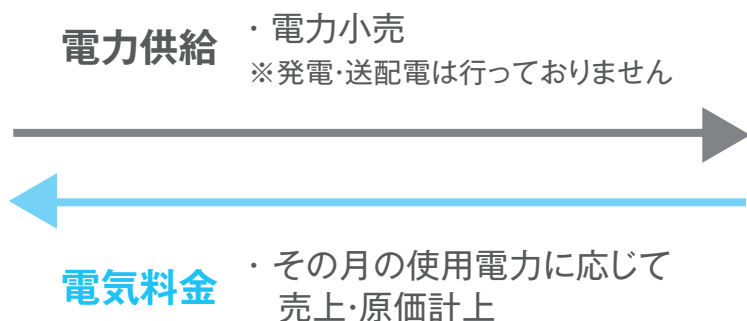 電力供給
・電力小売
※発電・送配電は行っておりません
電気料金
・その月の使用電力に応じて
売上・原価計上